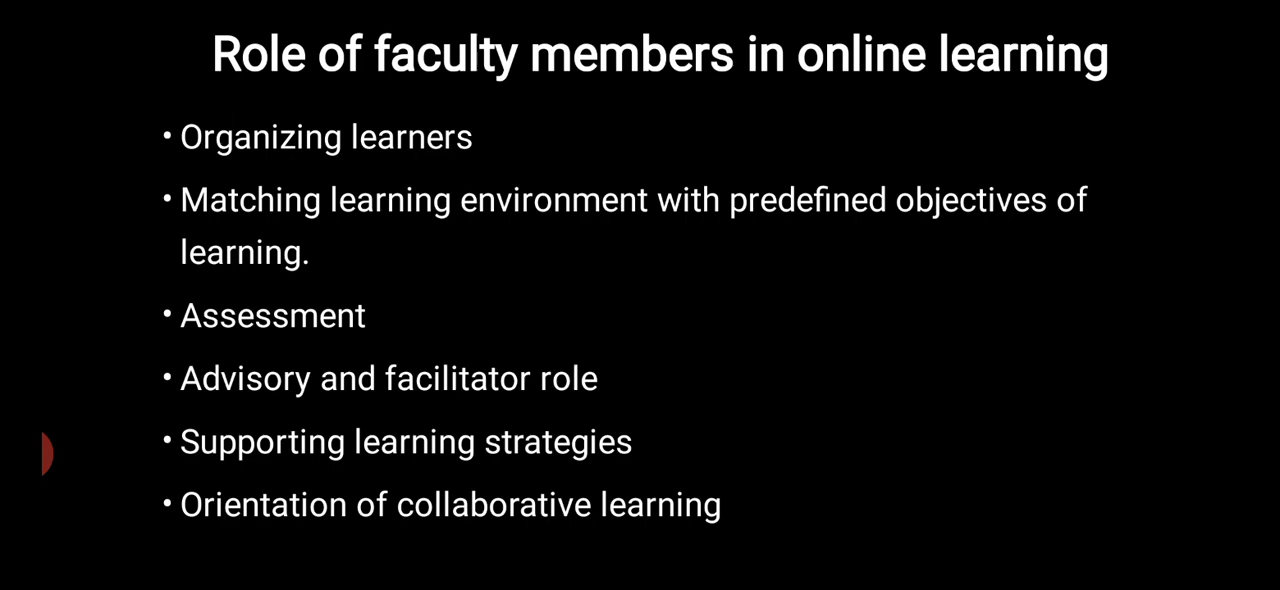 Role of faculty members in online learning
• Organizing learners
• Matching learning environment with predefined objectives of
learning.
• Assessment
• Advisory and facilitator role
• Supporting learning strategies
• Orientation of collaborative learning